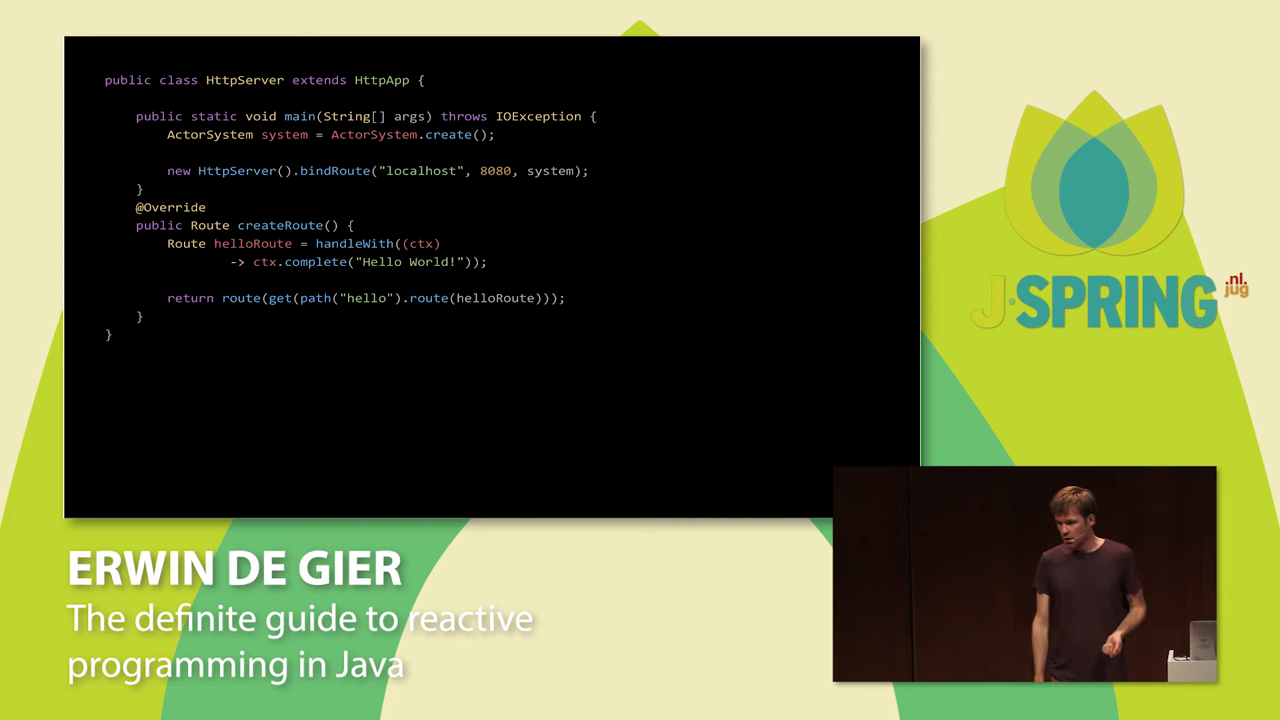 public class HttpServer extends HttpApp {
public static void main(String[] args) throws IOException {
ActorSystem system = ActorSystem.create();
new HttpServer().bindRoute("localhost", 8080, system);
}
@Override
public Route createRoute() {
Route helloRoute = handleWith((ctx)
-> ctx.complete("Hello World!"));
return route(get(path("hello").route(helloRoute)));
}
}
J·SPRING
.nl.
jug
ERWIN DE GIER
The definite guide to reactive
programming in Java